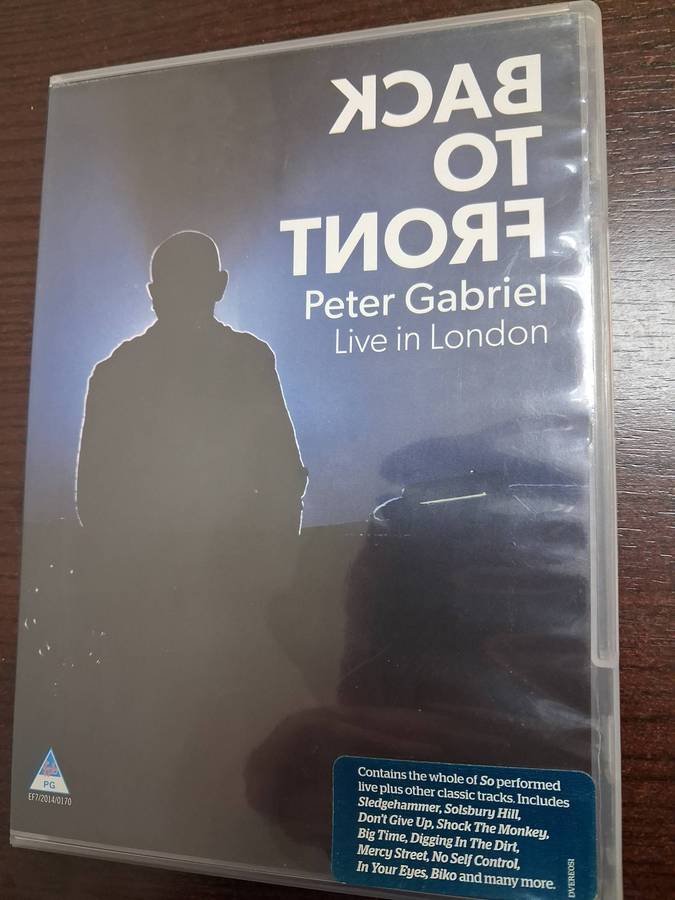 BACK
TO
FRONT
Peter Gabriel
Live in London
PG
EF7/2014/0170
Contains the whole of So performed
live plus other classic tracks. Includes
Sledgehammer, Solsbury Hill,
Don't Give Up, Shock The Monkey,
Big Time, Digging In The Dirt,
Mercy Street, No Self Control,
In Your Eyes, Biko and many more.
DVERE051